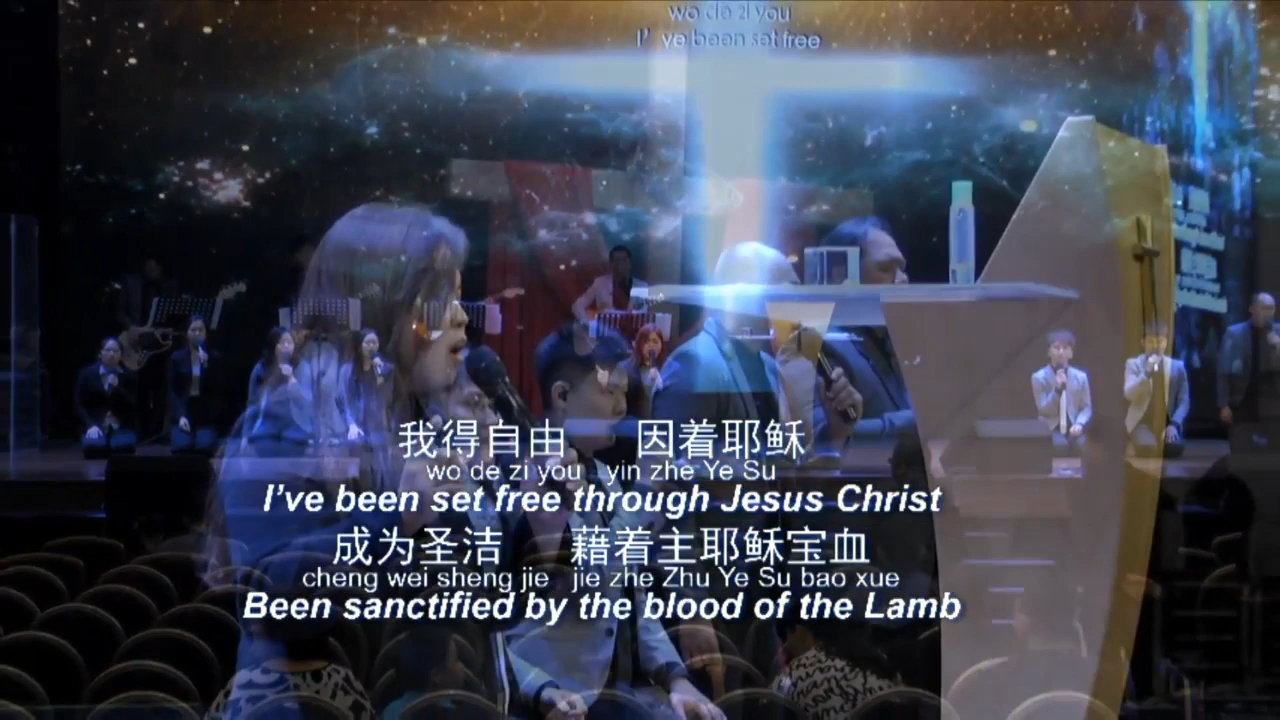 wo de zi you
I've been set free
我得自由 因着耶稣
wo de zi you yin zhe Ye Su
I've been set free through Jesus Christ
成为圣洁 藉着主耶稣宝血
cheng wei sheng jie jie zhe Zhu Ye Su bao xue
Been sanctified by the blood of the Lamb